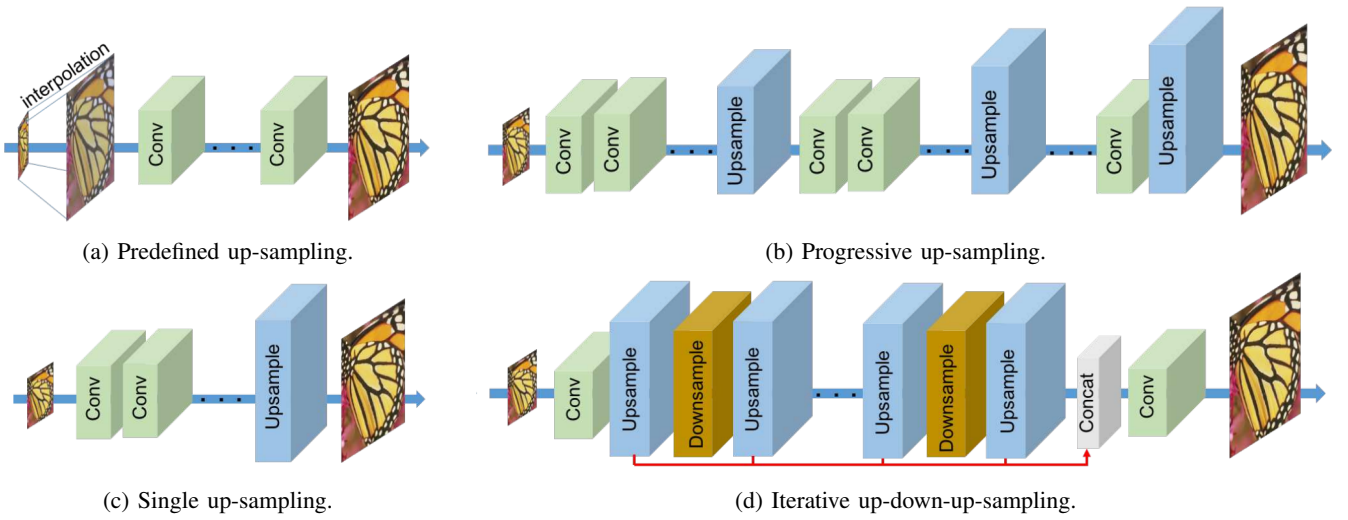 interpolation
Conv
Conv
(a) Predefined up-sampling.
Conv
Conv
Upsample
Conv
Conv
Upsample
Conv
Upsample
(b) Progressive up-sampling.
Conv
Conv
Upsample
(c) Single up-sampling.
Conv
Upsample
Downsample
Upsample
Upsample
Downsample
Upsample
Concat
Conv
(d) Iterative up-down-up-sampling.